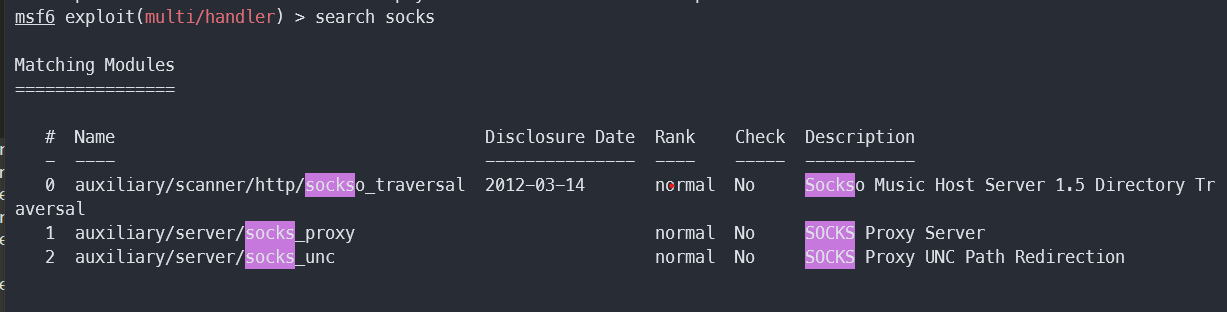 msf6 exploit(multi/handler) > search socks
Matching Modules
================
# Name Disclosure Date Rank Check Description
- ---- --------------- ---- ----- -----------
0 auxiliary/scanner/http/sockso_traversal 2012-03-14 normal No Sockso Music Host Server 1.5 Directory Tr
aversal
1 auxiliary/server/socks_proxy normal No SOCKS Proxy Server
2 auxiliary/server/socks_unc normal No SOCKS Proxy UNC Path Redirection